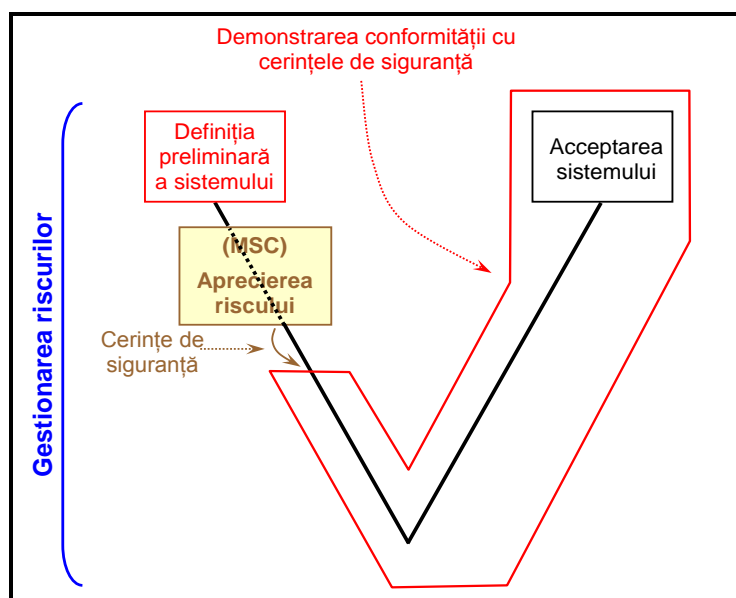 Demonstrarea conformității cu
cerințele de siguranță
Definiția
preliminară
a sistemului
Acceptarea
sistemului
(MSC)
Aprecierea
riscului
Cerințe de
siguranță
Gestionarea riscurilor